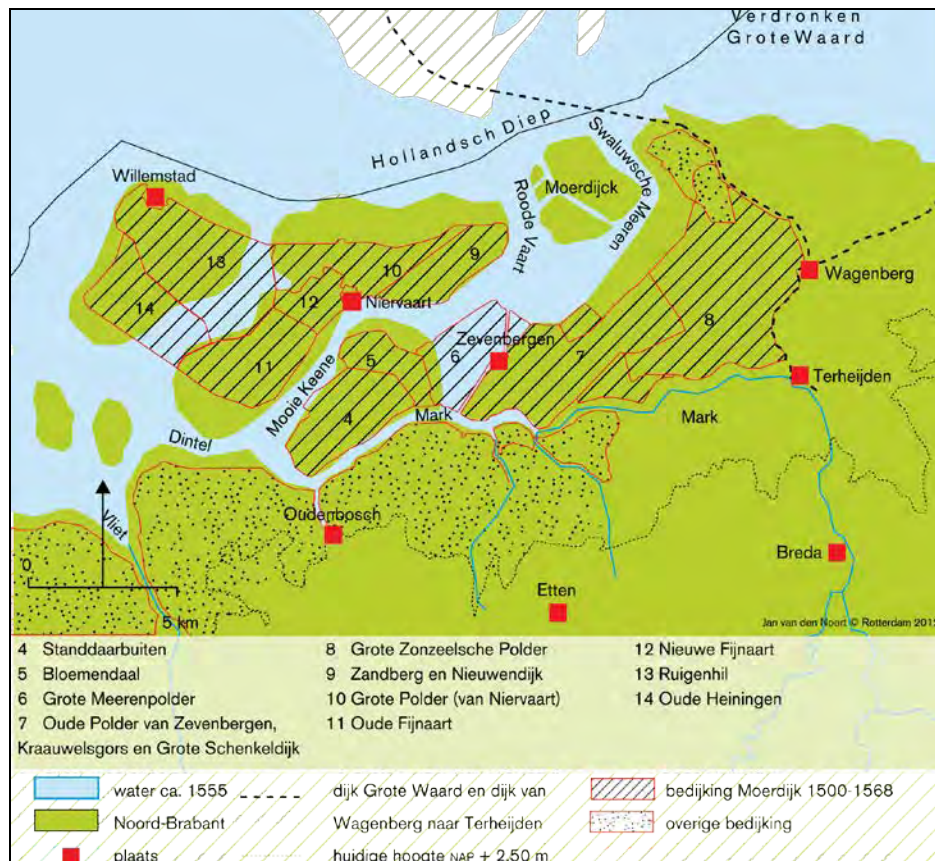 Verdronken
Grote Waard
Hollandsch Diep
Swaluwsche Meeren
Willemstad
Roode Vaart
Moerdijck
13
9
10
Wagenberg
14
12
Niervaart
8
Zevenbergen
6
7
5
11
Mooie Keene
Terheijden
4
Mark
Mark
Dintel
Vliet
Oudenbosch
Breda
0
Etten
5 km
Jan van den Noort © Rotterdam 2012
4 Standdaarbuiten
5 Bloemendaal
6 Grote Meerenpolder
7 Oude Polder van Zevenbergen,
Kraauwelsgors en Grote Schenkeldijk
8 Grote Zonzeelsche Polder
9 Zandberg en Nieuwendijk
10 Grote Polder (van Niervaart)
11 Oude Fijnaart
12 Nieuwe Fijnaart
13 Ruigenhil
14 Oude Heiningen
water ca. 1555
Noord-Brabant
plaats
dijk Grote Waard en dijk van
Wagenberg naar Terheijden
huidige hoogte NAP + 2.50 m
bedijking Moerdijk 1500-1568
overige bedijking